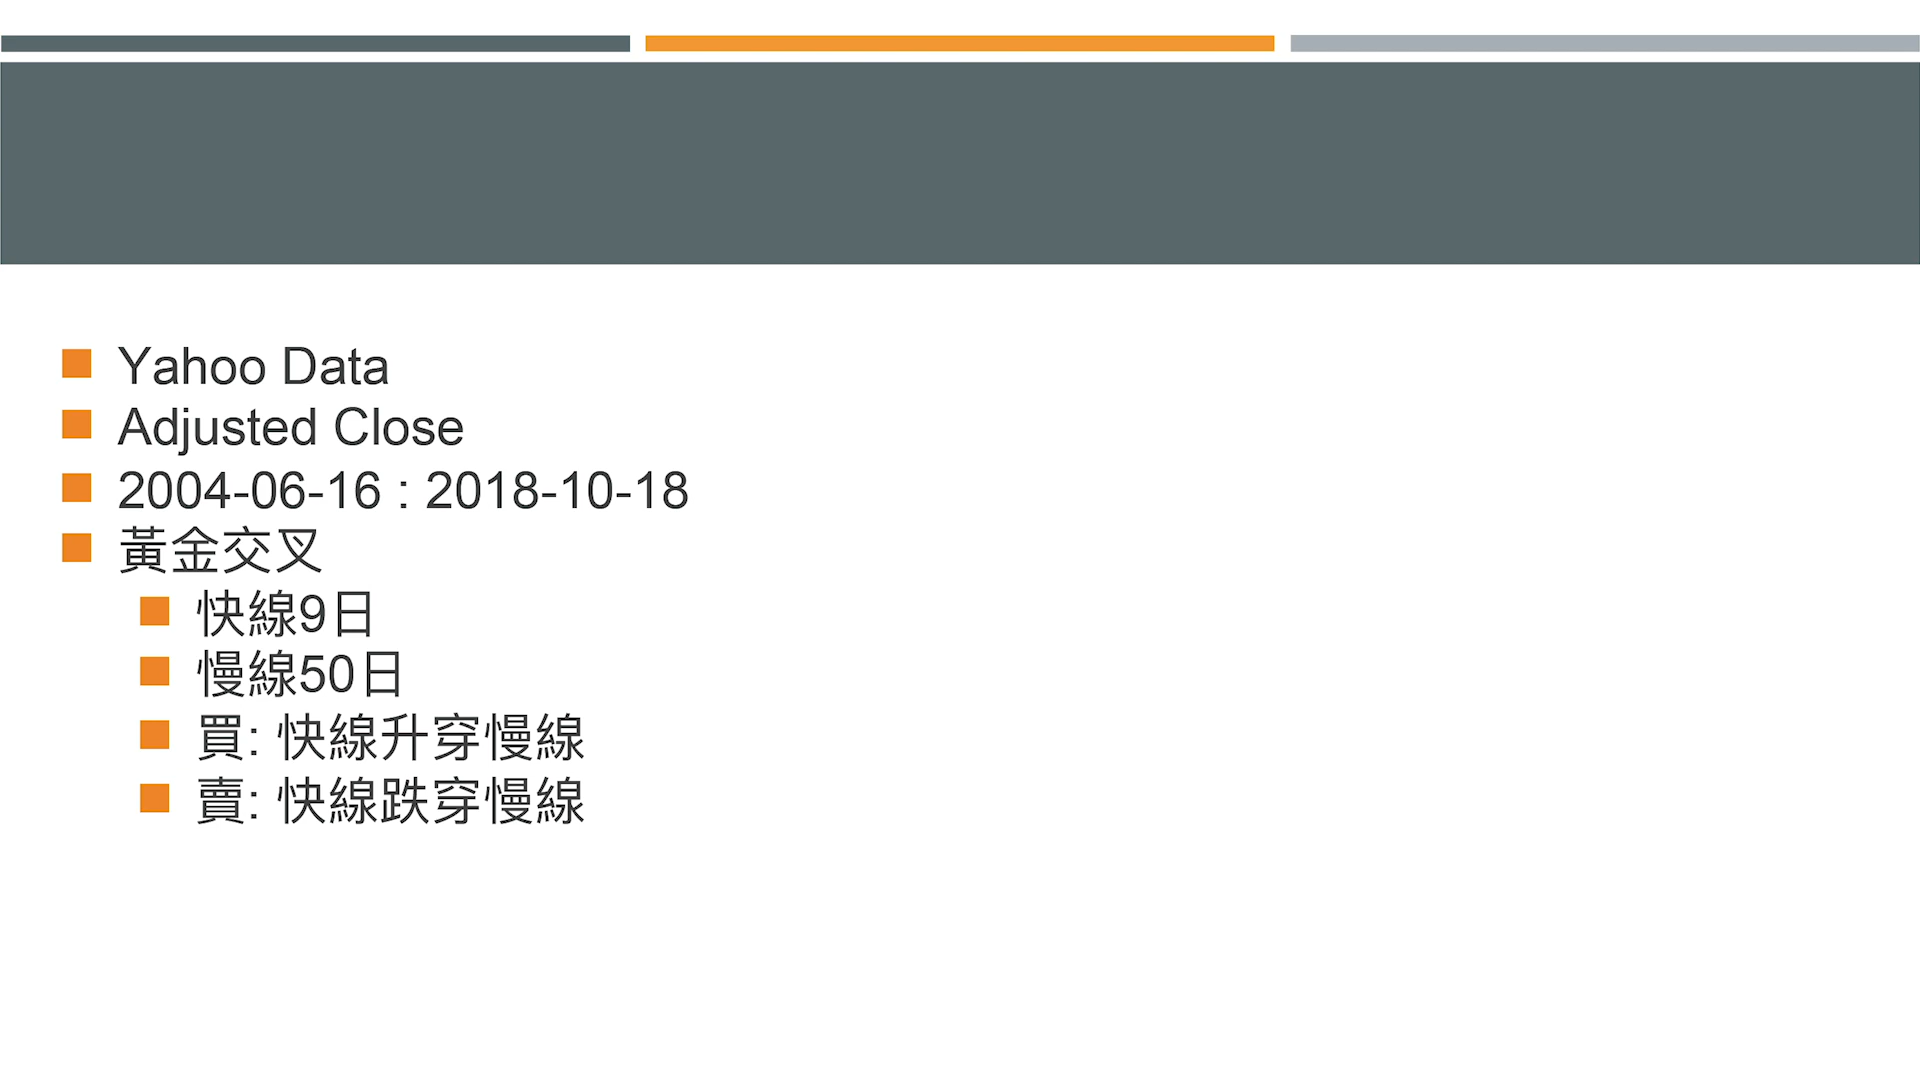 Yahoo Data
Adjusted Close
2004-06-16 : 2018-10-18
黃金交叉
快線9日
慢線50日
買: 快線升穿慢線
賣: 快線跌穿慢線